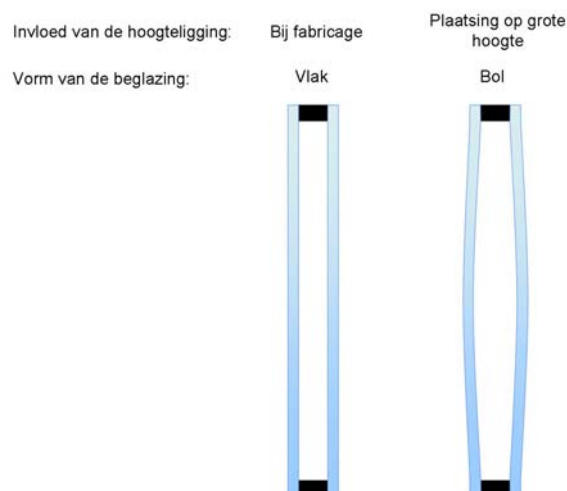 Invloed van de hoogteligging: Bij fabricage Plaatsing op grote
hoogte
Vorm van de beglazing: Vlak Bol